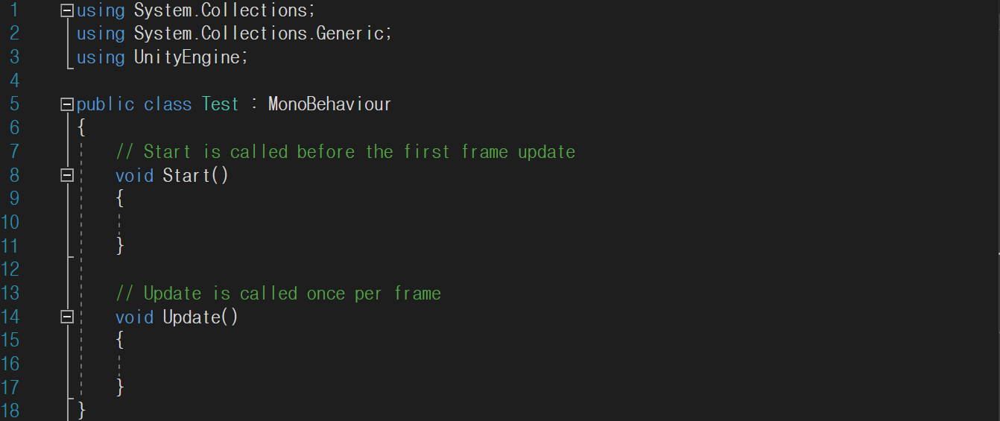 1 using System.Collections;
2 using System.Collections.Generic;
3 using UnityEngine;
4
5 public class Test : MonoBehaviour
6 {
7 // Start is called before the first frame update
8 void Start()
9 {
10
11 }
12
13 // Update is called once per frame
14 void Update()
15 {
16
17 }
18 }